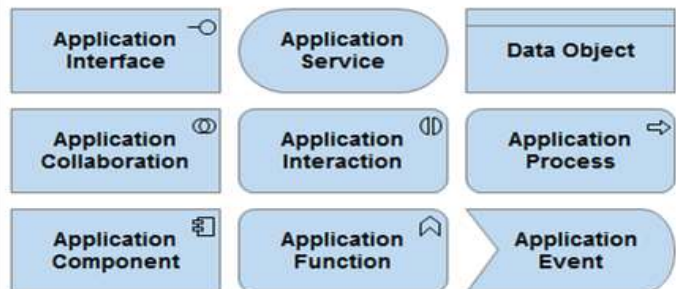 Application
Interface
Application
Service
Data Object
Application
Collaboration
Application
Interaction
Application
Process
Application
Component
Application
Function
Application
Event